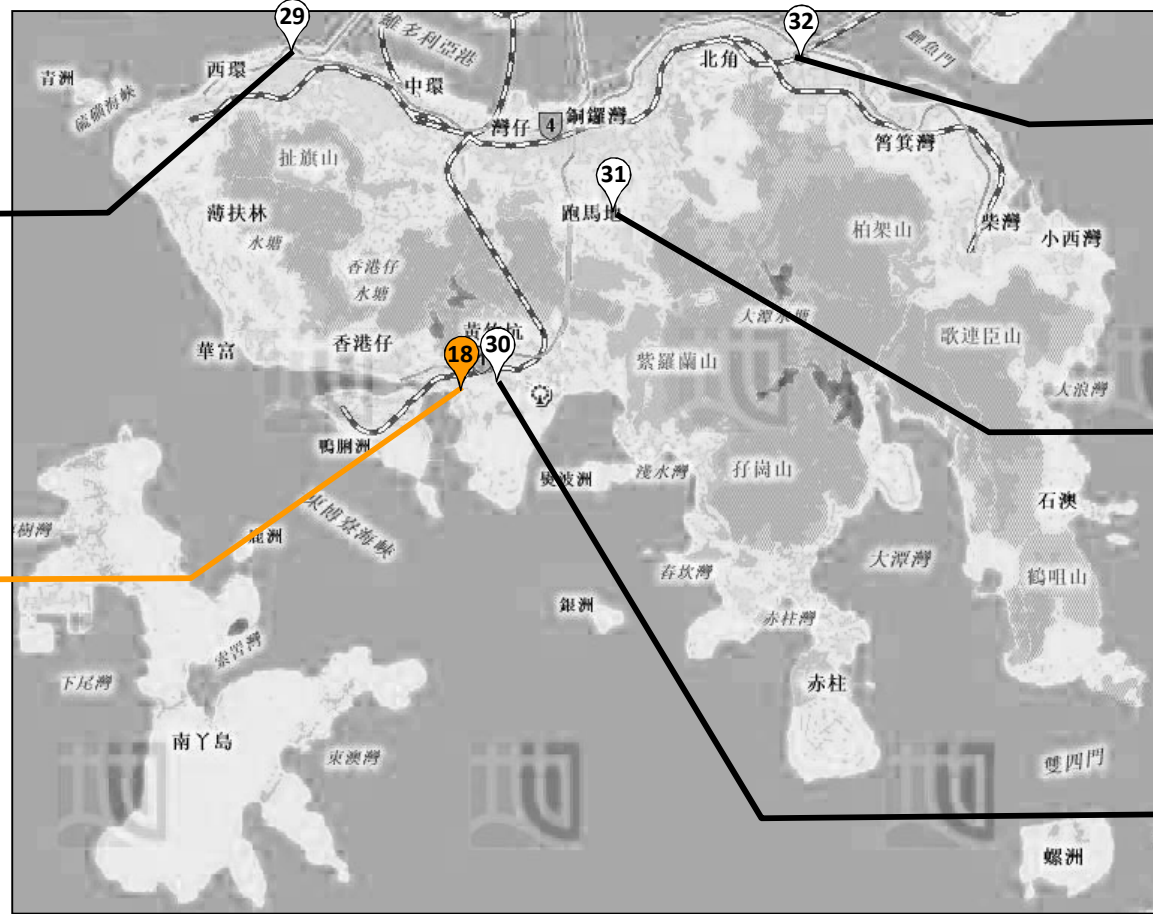 29
32
維多利亞港
鯉魚門
西環
北角
青洲
中環
硫磺海峽
銅鑼灣
灣仔
4
筲箕灣
扯旗山
31
薄扶林
跑馬地
柴灣
小西灣
水塘
柏架山
香港仔
水塘
大潭水塘
黃竹坑
歌連臣山
香港仔
華富
18
30
紫羅蘭山
大浪灣
鴨脷洲
淺水灣
孖崗山
熨波洲
石澳
東博寮海峽
樹灣
鹿洲
大潭灣
舂坎灣
鶴咀山
銀洲
赤柱灣
索罟灣
下尾灣
赤柱
南丫島
東澳灣
雙四門
螺洲